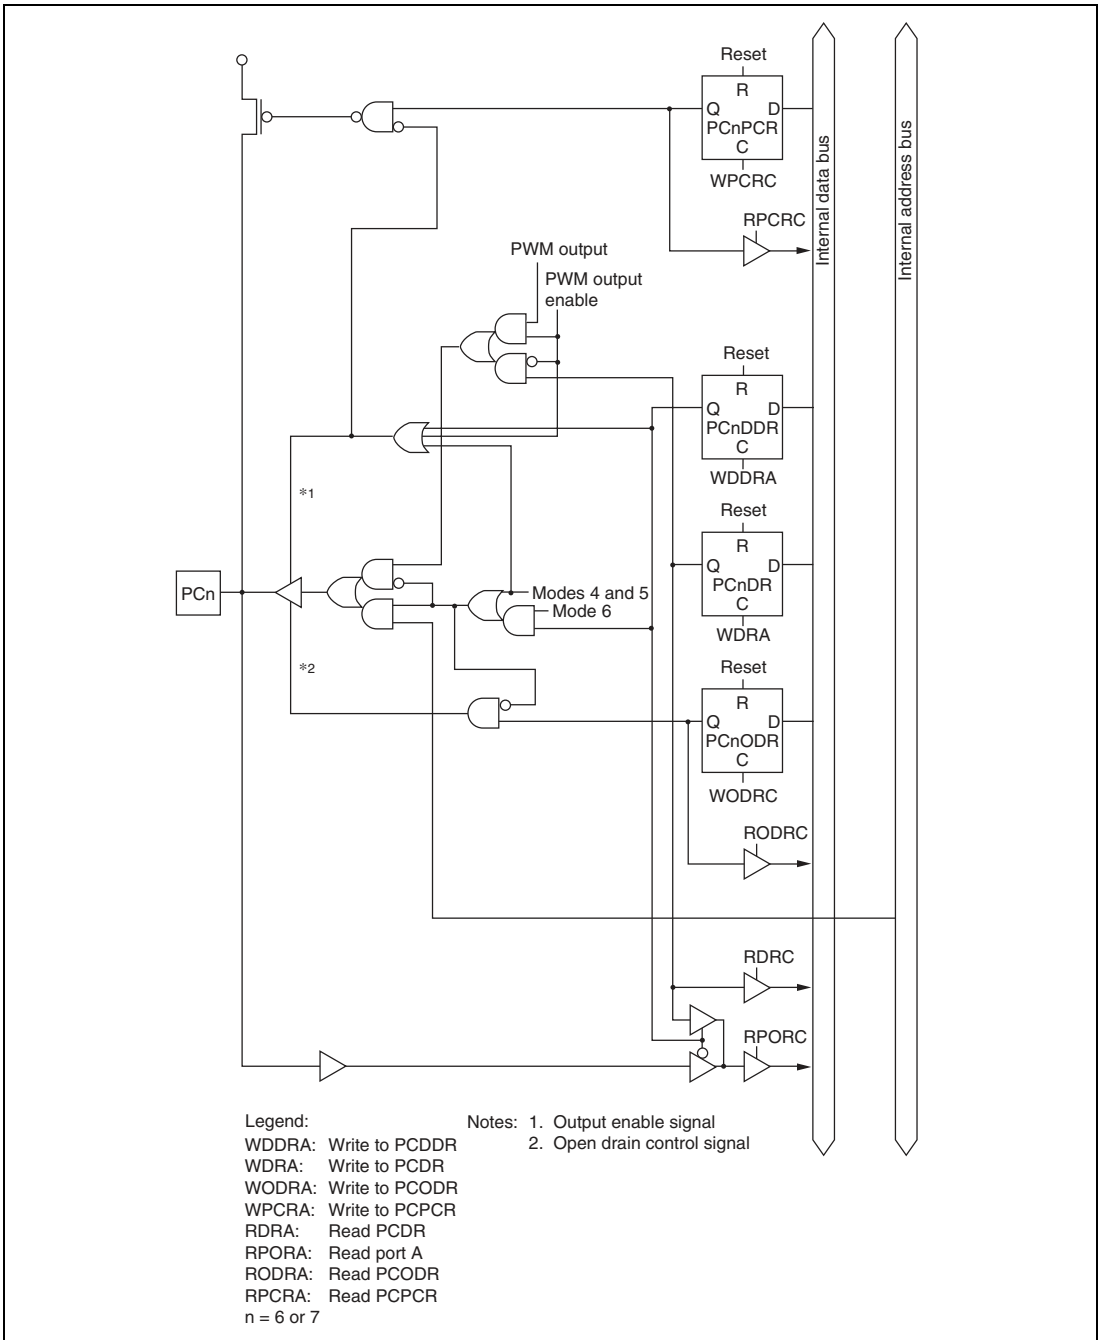 Reset
R
Q D
PCnPCR
C
WPCRC
RPCRC
Internal data bus
Internal address bus
PWM output
PWM output
enable
Reset
R
Q D
PCnDDR
C
WDDRA
*1
Reset
R
Q D
PCnDR
C
WDRA
PCn
Modes 4 and 5
Mode 6
*2
Reset
R
Q D
PCnODR
C
WODRC
RODRC
RDRC
RPORC
Legend:
WDDRA: Write to PCDDR
WDRA: Write to PCDR
WODRA: Write to PCODR
WPCRA: Write to PCPCR
RDRA: Read PCDR
RPORA: Read port A
RODRA: Read PCODR
RPCRA: Read PCPCR
n = 6 or 7
Notes: 1. Output enable signal
2. Open drain control signal